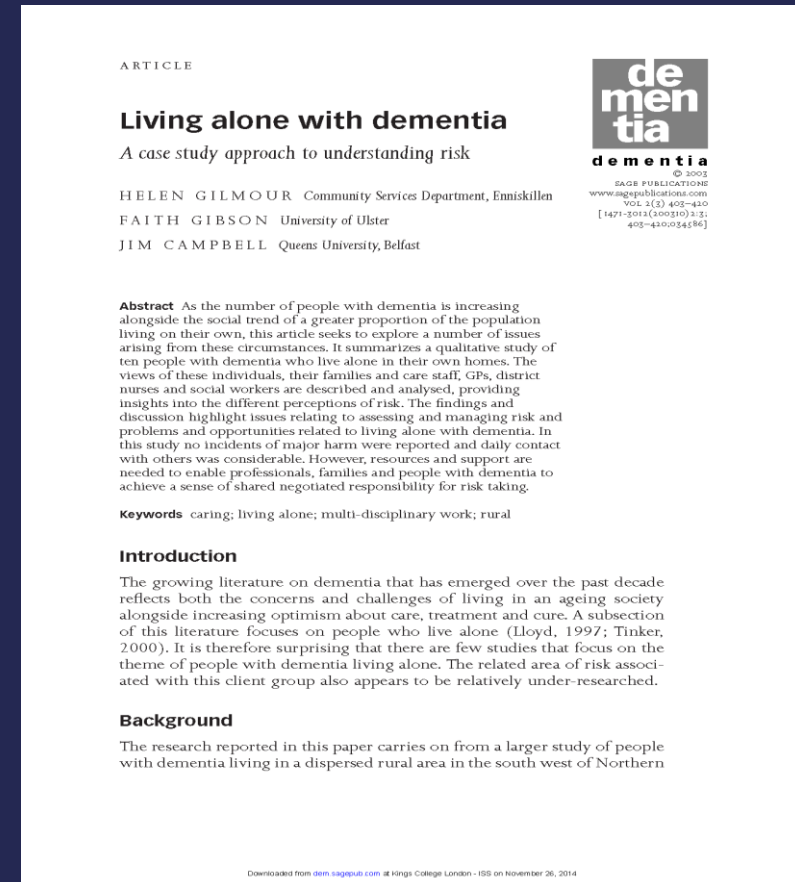 ARTICLE
Living alone with dementia
A case study approach to understanding risk
HELEN GILMOUR Community Services Department, Enniskillen
FAITH GIBSON University of Ulster
JIM CAMPBELL Queens University, Belfast
de
men
tia
dementia
© 2003
SAGE PUBLICATIONS
www.sagepublications.com
VOL 2(3) 403–420
[1471-3012(200310)2:3;
403–420;034586]
Abstract As the number of people with dementia is increasing
alongside the social trend of a greater proportion of the population
living on their own, this article seeks to explore a number of issues
arising from these circumstances. It summarizes a qualitative study of
ten people with dementia who live alone in their own homes. The
views of these individuals, their families and care staff, GPs, district
nurses and social workers are described and analysed, providing
insights into the different perceptions of risk. The findings and
discussion highlight issues relating to assessing and managing risk and
problems and opportunities related to living alone with dementia. In
this study no incidents of major harm were reported and daily contact
with others was considerable. However, resources and support are
needed to enable professionals, families and people with dementia to
achieve a sense of shared negotiated responsibility for risk taking.
Keywords caring; living alone; multi-disciplinary work; rural
Introduction
The growing literature on dementia that has emerged over the past decade
reflects both the concerns and challenges of living in an ageing society
alongside increasing optimism about care, treatment and cure. A subsection
of this literature focuses on people who live alone (Lloyd, 1997; Tinker,
2000). It is therefore surprising that there are few studies that focus on the
theme of people with dementia living alone. The related area of risk associ-
ated with this client group also appears to be relatively under-researched.
Background
The research reported in this paper carries on from a larger study of people
with dementia living in a dispersed rural area in the south west of Northern
Downloaded from dem.sagepub.com at Kings College London - ISS on November 26, 2014